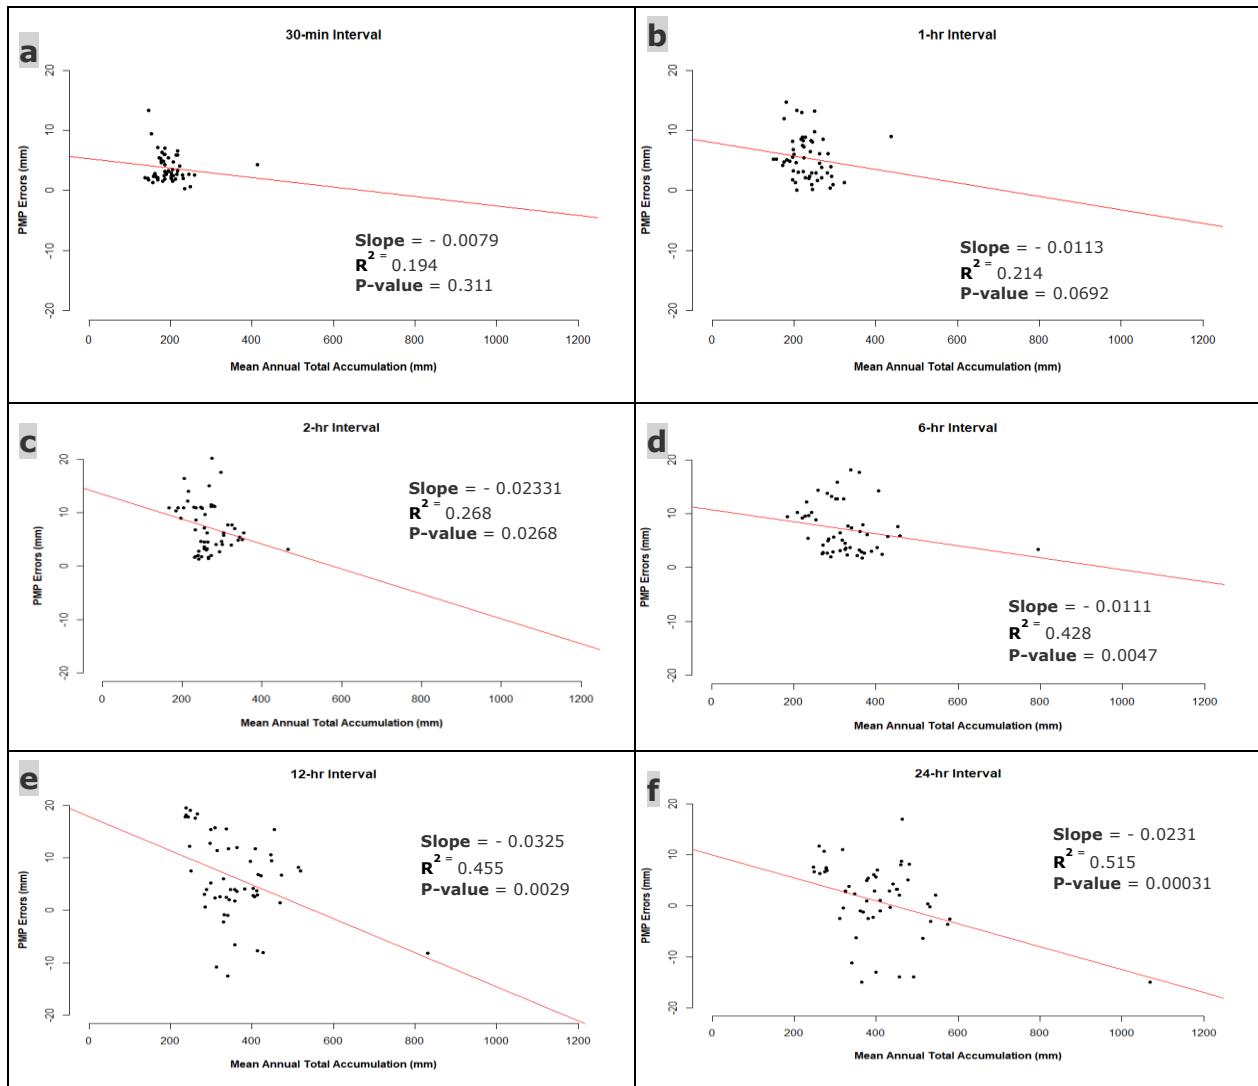 a
30-min Interval
PMP Errors (mm)
20
10
0
-10
-20
Slope = - 0.0079
R² = 0.194
P-value = 0.311
0 200 400 600 800 1000 1200
Mean Annual Total Accumulation (mm)
b
1-hr Interval
PMP Errors (mm)
20
10
0
-10
-20
Slope = - 0.0113
R² = 0.214
P-value = 0.0692
0 200 400 600 800 1000 1200
Mean Annual Total Accumulation (mm)
c
2-hr Interval
PMP Errors (mm)
20
10
0
-10
-20
Slope = - 0.02331
R² = 0.268
P-value = 0.0268
0 200 400 600 800 1000 1200
Mean Annual Total Accumulation (mm)
d
6-hr Interval
PMP Errors (mm)
20
10
0
-10
-20
Slope = - 0.0111
R² = 0.428
P-value = 0.0047
0 200 400 600 800 1000 1200
Mean Annual Total Accumulation (mm)
e
12-hr Interval
PMP Errors (mm)
20
10
0
-10
-20
Slope = - 0.0325
R² = 0.455
P-value = 0.0029
0 200 400 600 800 1000 1200
Mean Annual Total Accumulation (mm)
f
24-hr Interval
PMP Errors (mm)
20
10
0
-10
-20
Slope = - 0.0231
R² = 0.515
P-value = 0.00031
0 200 400 600 800 1000 1200
Mean Annual Total Accumulation (mm)